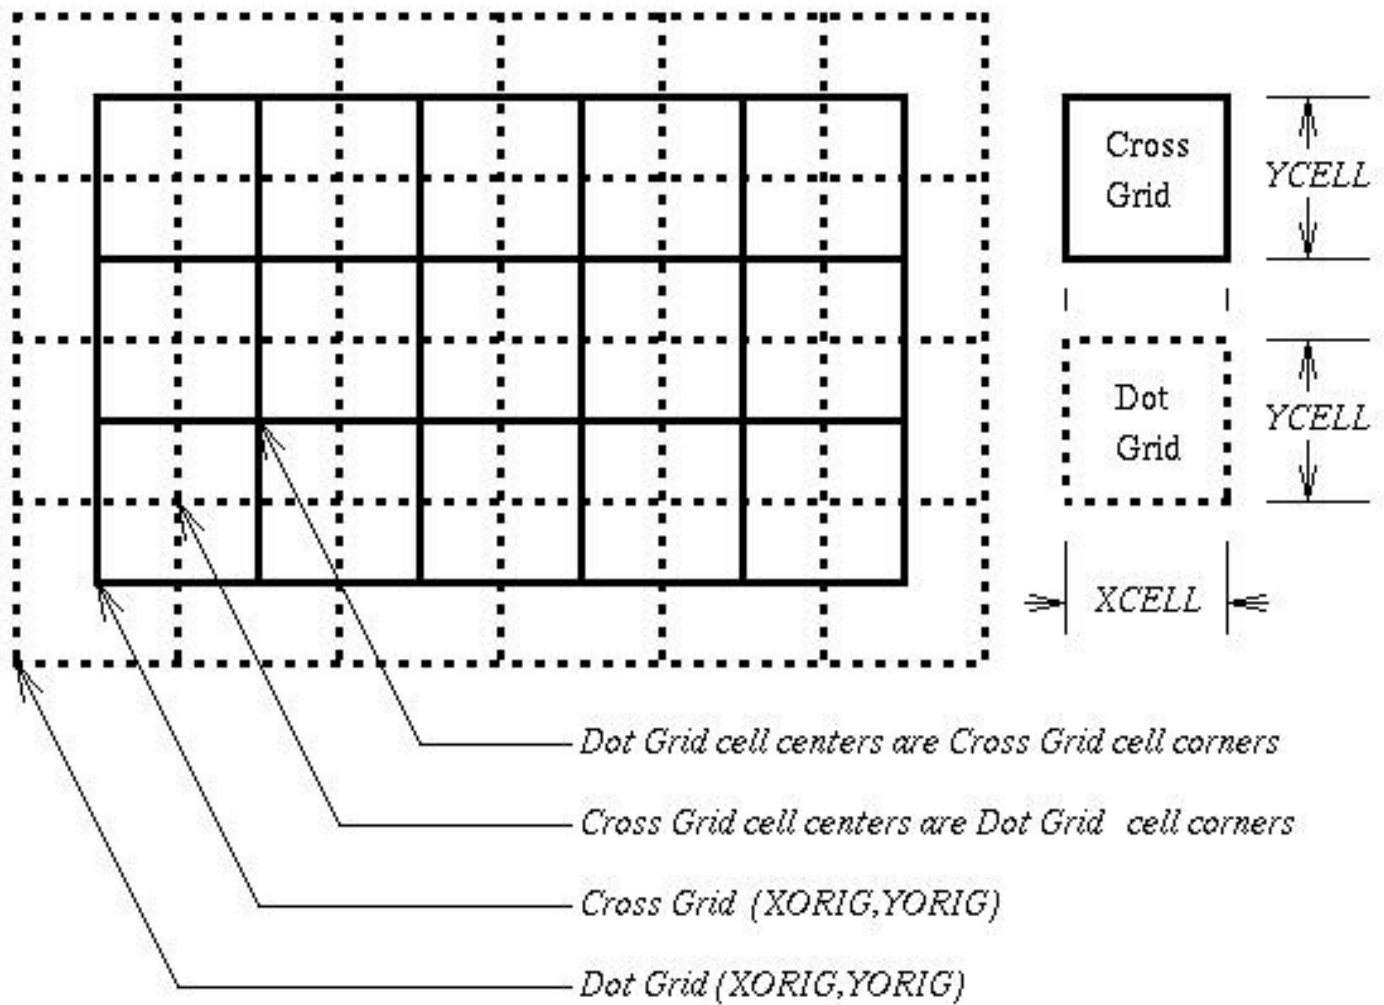 Cross
Grid
YCELL
Dot
Grid
YCELL
XCELL
Dot Grid cell centers are Cross Grid cell corners
Cross Grid cell centers are Dot Grid cell corners
Cross Grid (XORIG,YORIG)
Dot Grid (XORIG,YORIG)